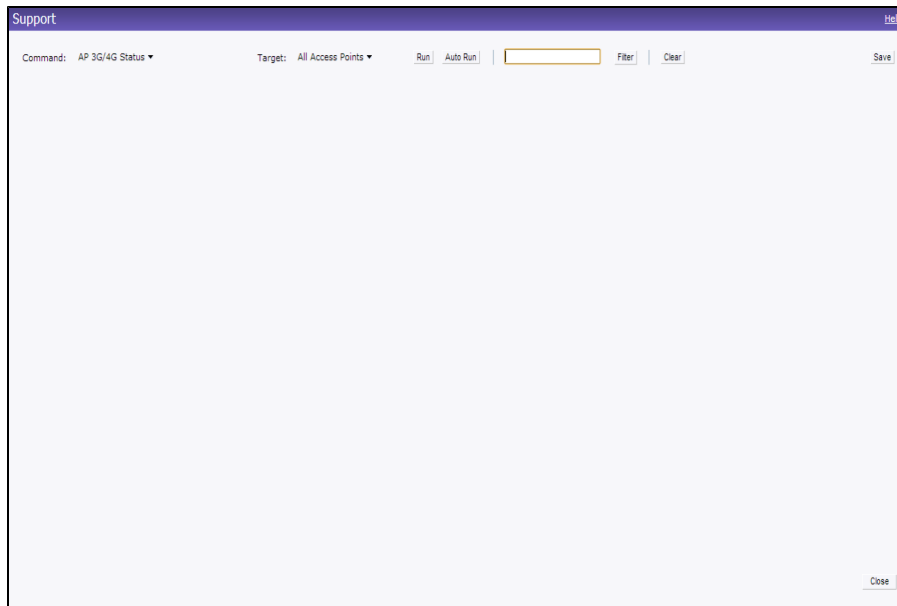 Support
Hel
Command: AP 3G/4G Status Target: All Access Points Run Auto Run Filter Clear Save
Close